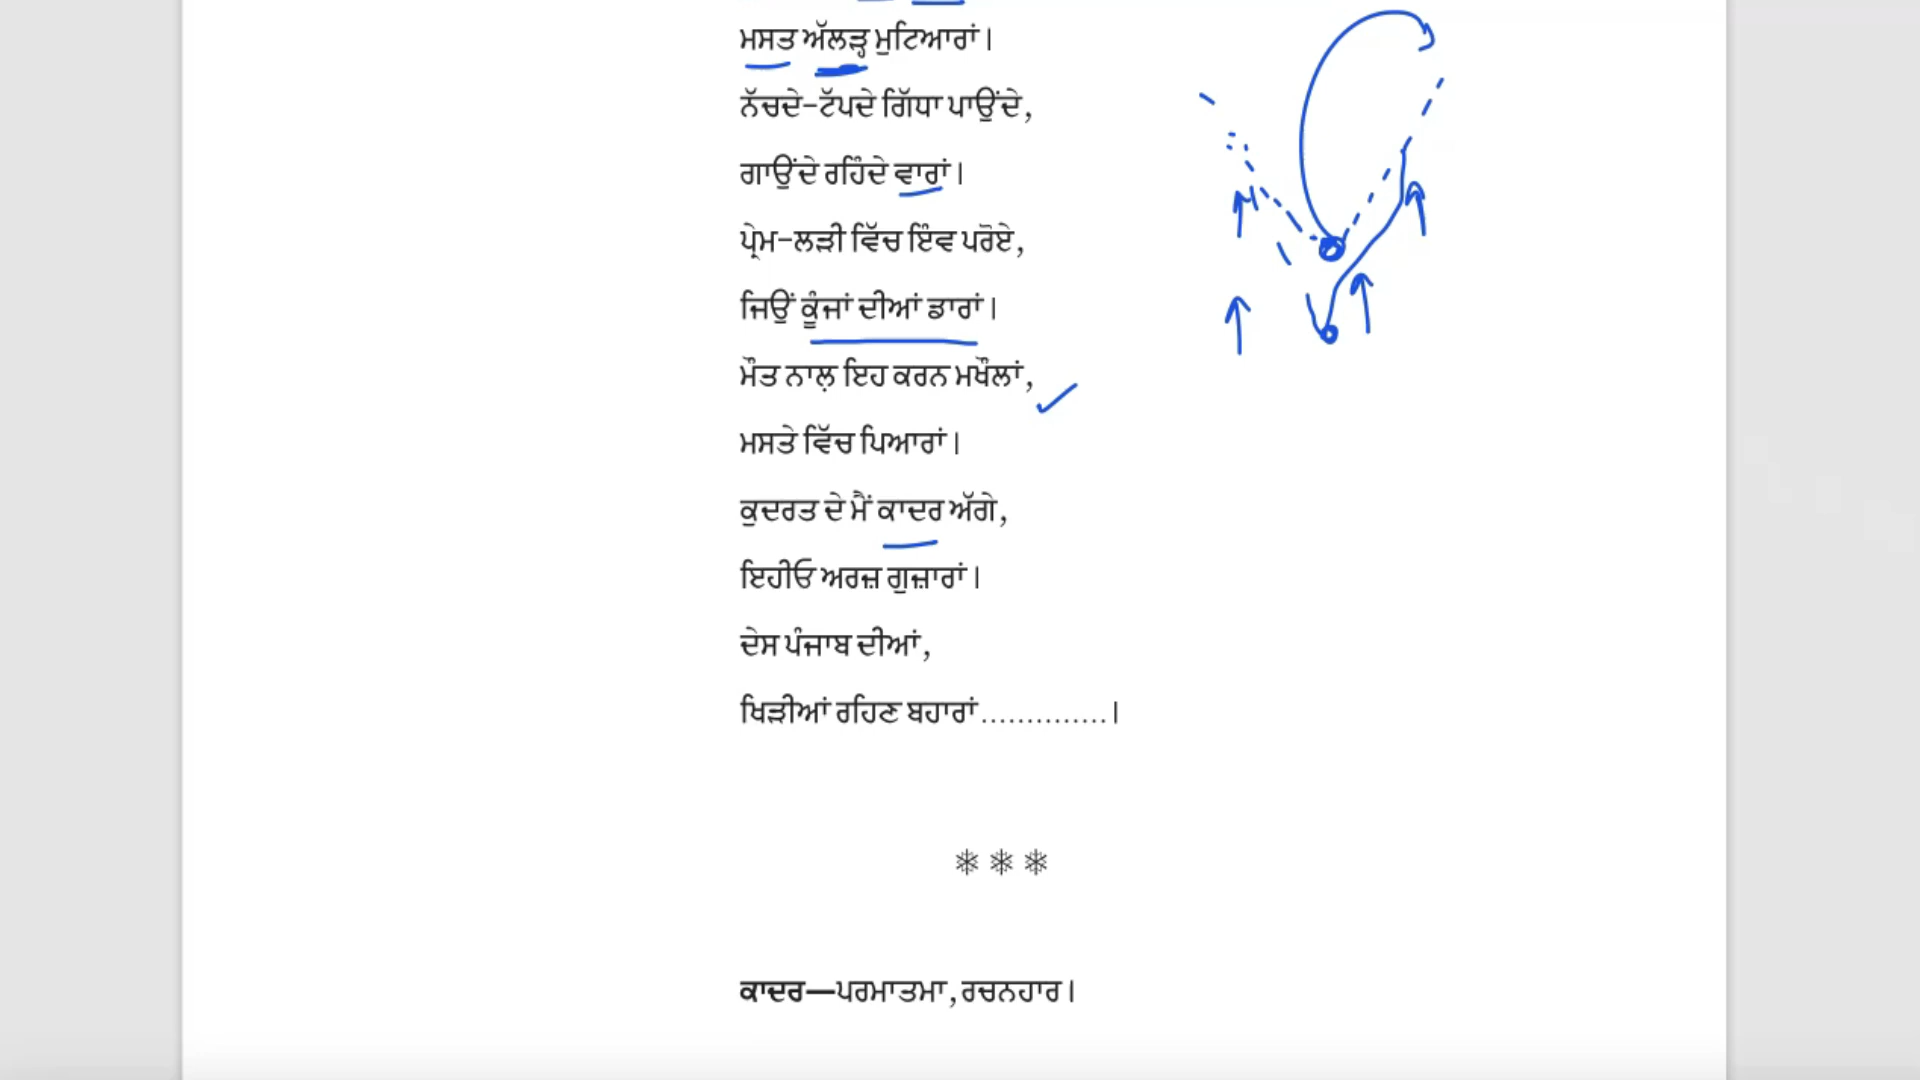 ਮਸਤ ਅੱਲੜ੍ਹ ਮੁਟਿਆਰਾਂ।
ਨੱਚਦੇ-ਟੱਪਦੇ ਗਿੱਧਾ ਪਾਉਂਦੇ,
ਗਾਉਂਦੇ ਰਹਿੰਦੇ ਵਾਰਾਂ।
ਪ੍ਰੇਮ-ਲੜੀ ਵਿੱਚ ਇੰਞ ਪਰੋਏ,
ਜਿਉਂ ਕੂੰਜਾਂ ਦੀਆਂ ਡਾਰਾਂ।
ਮੌਤ ਨਾਲ਼ ਇਹ ਕਰਨ ਮਖੌਲਾਂ,
ਮਸਤੇ ਵਿੱਚ ਪਿਆਰਾਂ।
ਕੁਦਰਤ ਦੇ ਮੈਂ ਕਾਦਰ ਅੱਗੇ,
ਇਹੀਓ ਅਰਜ਼ ਗੁਜ਼ਾਰਾਂ।
ਦੇਸ ਪੰਜਾਬ ਦੀਆਂ,
ਖਿੜੀਆਂ ਰਹਿਣ ਬਹਾਰਾਂ..............।
ਕਾਦਰ—ਪਰਮਾਤਮਾ, ਰਚਨਹਾਰ।